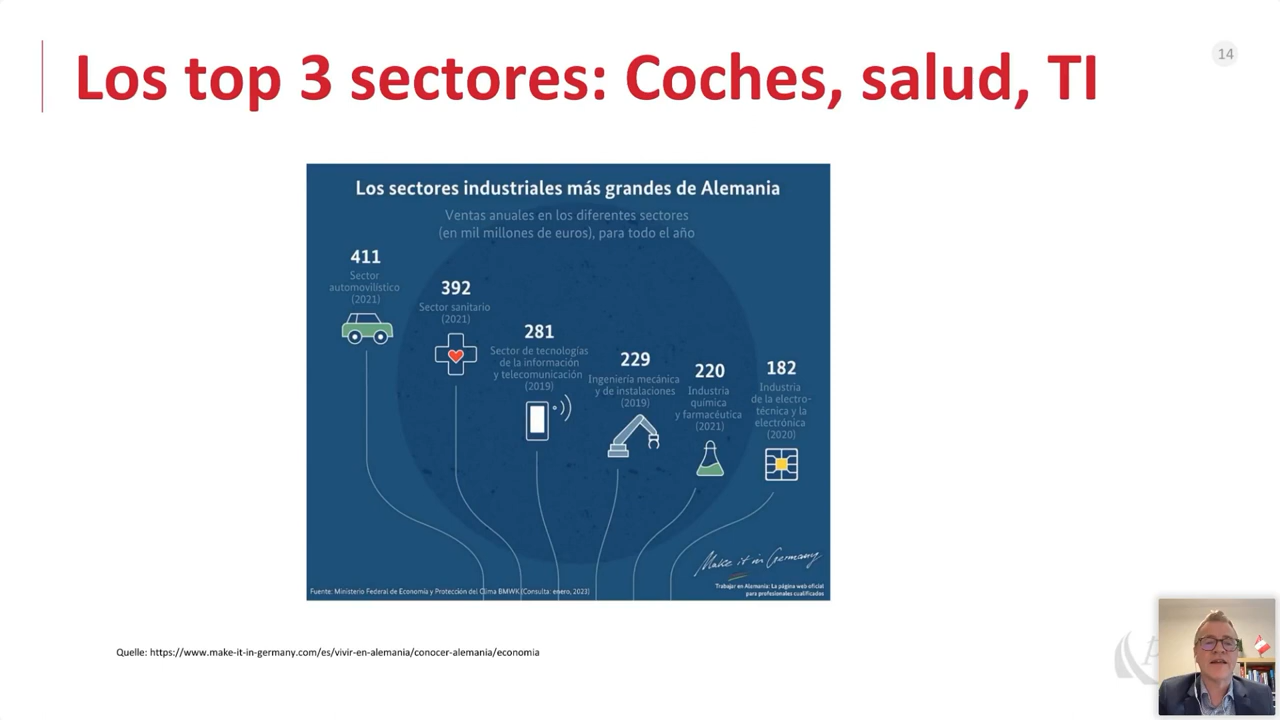 Los top 3 sectores: Coches, salud, TI
14
Los sectores industriales más grandes de Alemania
Ventas anuales en los diferentes sectores
(en mil millones de euros), para todo el año
411
Sector
automovilístico
(2021)
392
Sector sanitario
(2021)
281
Sector de tecnologías
de la información
y telecomunicación
(2019)
229
Ingeniería mecánica
y de instalaciones
(2019)
220
Industria
química
y farmacéutica
(2021)
182
Industria
de la electro-
técnica y la
electrónica
(2020)
Make it in Germany
Trabajar en Alemania: La página web oficial
para profesionales cualificados
Fuente: Ministerio Federal de Economía y Protección del Clima BMWK (Consulta: enero, 2023)
Quelle: https://www.make-it-in-germany.com/es/vivir-en-alemania/conocer-alemania/economia